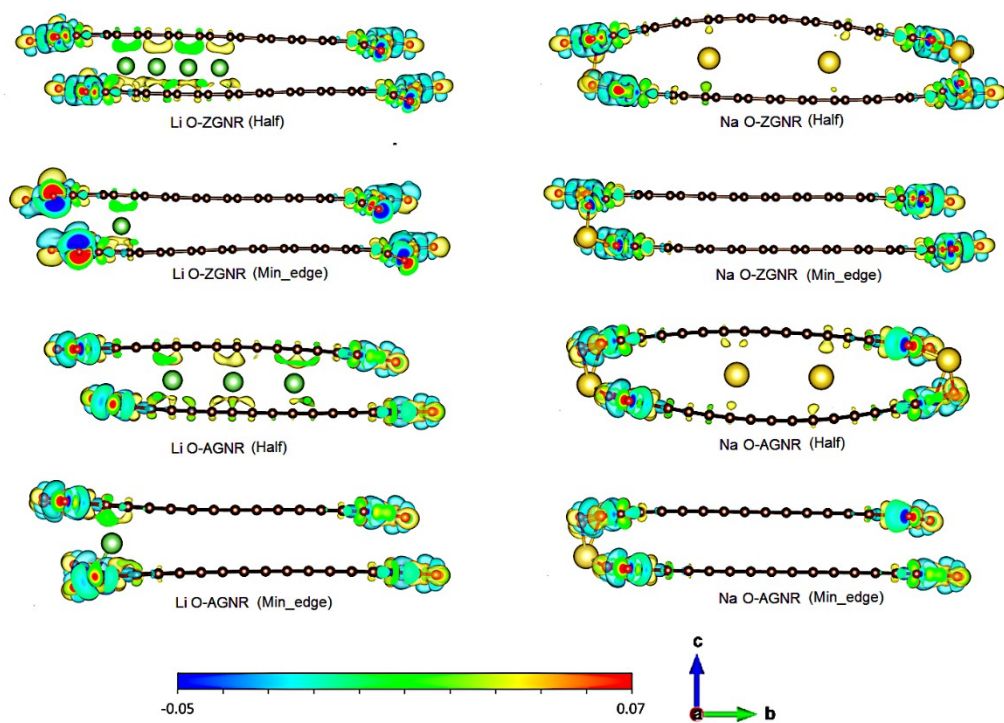 Li O-ZGNR (Half)
Na O-ZGNR (Half)
Li O-ZGNR (Min_edge)
Na O-ZGNR (Min_edge)
Li O-AGNR (Half)
Na O-AGNR (Half)
Li O-AGNR (Min_edge)
Na O-AGNR (Min_edge)
c
a
b
-0.05
0.07